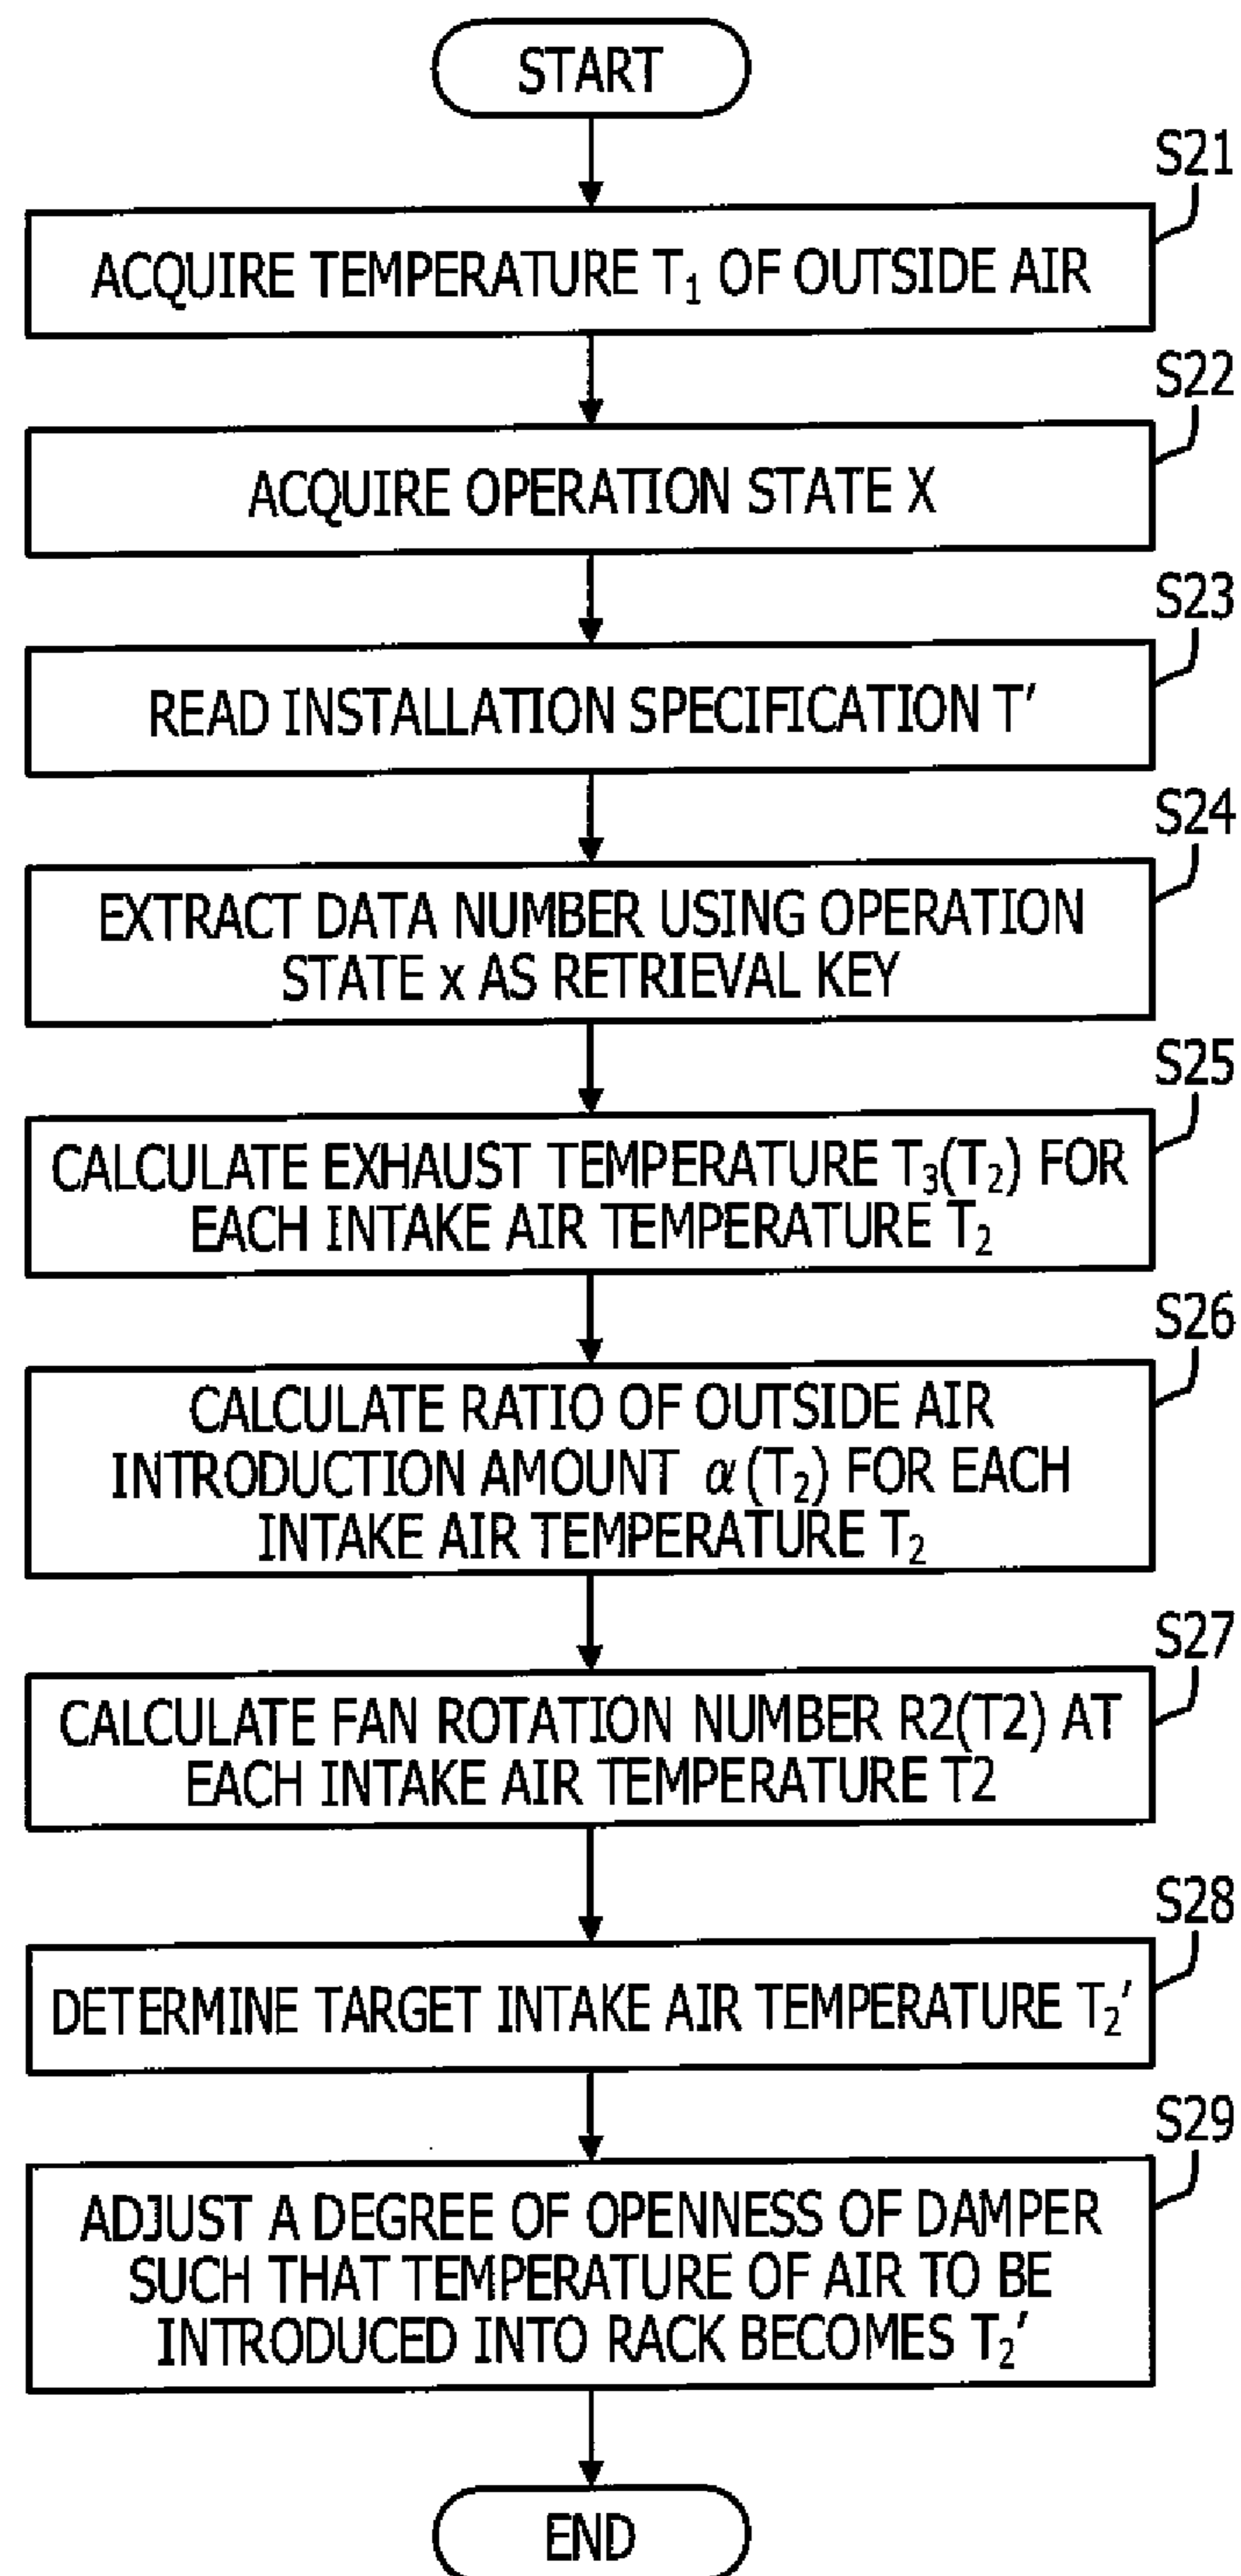 START
S21
ACQUIRE TEMPERATURE T₁ OF OUTSIDE AIR
S22
ACQUIRE OPERATION STATE X
S23
READ INSTALLATION SPECIFICATION T′
S24
EXTRACT DATA NUMBER USING OPERATION
STATE x AS RETRIEVAL KEY
S25
CALCULATE EXHAUST TEMPERATURE T₃(T₂) FOR
EACH INTAKE AIR TEMPERATURE T₂
S26
CALCULATE RATIO OF OUTSIDE AIR
INTRODUCTION AMOUNT α(T₂) FOR EACH
INTAKE AIR TEMPERATURE T₂
S27
CALCULATE FAN ROTATION NUMBER R2(T2) AT
EACH INTAKE AIR TEMPERATURE T2
S28
DETERMINE TARGET INTAKE AIR TEMPERATURE T₂′
S29
ADJUST A DEGREE OF OPENNESS OF DAMPER
SUCH THAT TEMPERATURE OF AIR TO BE
INTRODUCED INTO RACK BECOMES T₂′
END